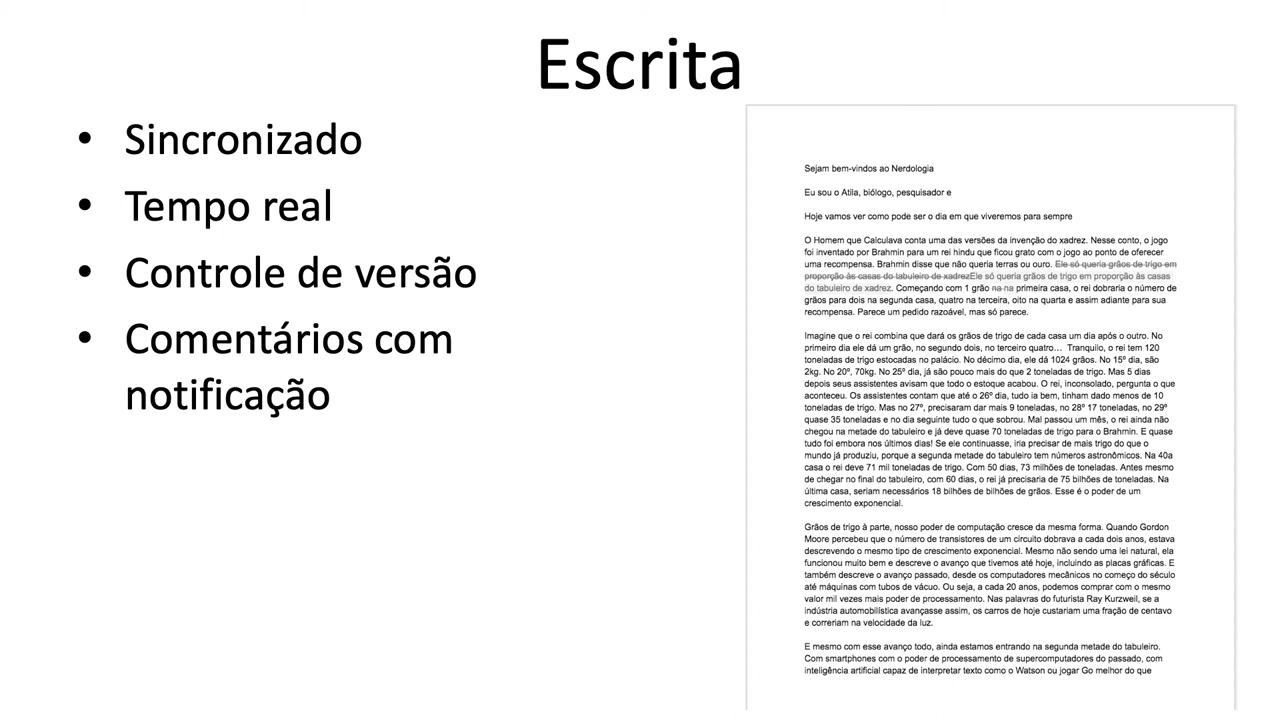 Escrita
• Sincronizado
• Tempo real
• Controle de versão
• Comentários com
notificação
Sejam bem-vindos ao Nerdologia
Eu sou o Atila, biólogo, pesquisador e
Hoje vamos ver como pode ser o dia em que viveremos para sempre
O Homem que Calculava conta uma das versões da invenção do xadrez. Nesse conto, o jogo
foi inventado por Brahmin para um rei hindu que ficou grato com o jogo ao ponto de oferecer
uma recompensa. Brahmin disse que não queria terras ou ouro. Ele só queria grãos de trigo em
proporção às casas do tabuleiro de xadrezEle só queria grãos de trigo em proporção às casas
do tabuleiro de xadrez. Começando com 1 grão na na primeira casa, o rei dobraria o número de
grãos para dois na segunda casa, quatro na terceira, oito na quarta e assim adiante para sua
recompensa. Parece um pedido razoável, mas só parece.
Imagine que o rei combina que dará os grãos de trigo de cada casa um dia após o outro. No
primeiro dia ele dá um grão, no segundo dois, no terceiro quatro… Tranquilo, o rei tem 120
toneladas de trigo estocadas no palácio. No décimo dia, ele dá 1024 grãos. No 15º dia, são
2kg. No 20º, 70kg. No 25º dia, já são pouco mais do que 2 toneladas de trigo. Mas 5 dias
depois seus assistentes avisam que todo o estoque acabou. O rei, inconsolado, pergunta o que
aconteceu. Os assistentes contam que até o 26º dia, tudo ia bem, tinham dado menos de 10
toneladas de trigo. Mas no 27º, precisaram dar mais 9 toneladas, no 28º 17 toneladas, no 29º
quase 35 toneladas e no dia seguinte tudo o que sobrou. Mal passou um mês, o rei ainda não
chegou na metade do tabuleiro e já deve quase 70 toneladas de trigo para o Brahmin. E quase
tudo foi embora nos últimos dias! Se ele continuasse, iria precisar de mais trigo do que o
mundo já produziu, porque a segunda metade do tabuleiro tem números astronômicos. Na 40a
casa o rei deve 71 mil toneladas de trigo. Com 50 dias, 73 milhões de toneladas. Antes mesmo
de chegar no final do tabuleiro, com 60 dias, o rei já precisaria de 75 bilhões de toneladas. Na
última casa, seriam necessários 18 bilhões de bilhões de grãos. Esse é o poder de um
crescimento exponencial.
Grãos de trigo à parte, nosso poder de computação cresce da mesma forma. Quando Gordon
Moore percebeu que o número de transistores de um circuito dobrava a cada dois anos, estava
descrevendo o mesmo tipo de crescimento exponencial. Mesmo não sendo uma lei natural, ela
funcionou muito bem e descreve o avanço que tivemos até hoje, incluindo as placas gráficas. E
também descreve o avanço passado, desde os computadores mecânicos no começo do século
até máquinas com tubos de vácuo. Ou seja, a cada 20 anos, podemos comprar com o mesmo
valor mil vezes mais poder de processamento. Nas palavras do futurista Ray Kurzweil, se a
indústria automobilística avançasse assim, os carros de hoje custariam uma fração de centavo
e correriam na velocidade da luz.
E mesmo com esse avanço todo, ainda estamos entrando na segunda metade do tabuleiro.
Com smartphones com o poder de processamento de supercomputadores do passado, com
inteligência artificial capaz de interpretar texto como o Watson ou jogar Go melhor do que